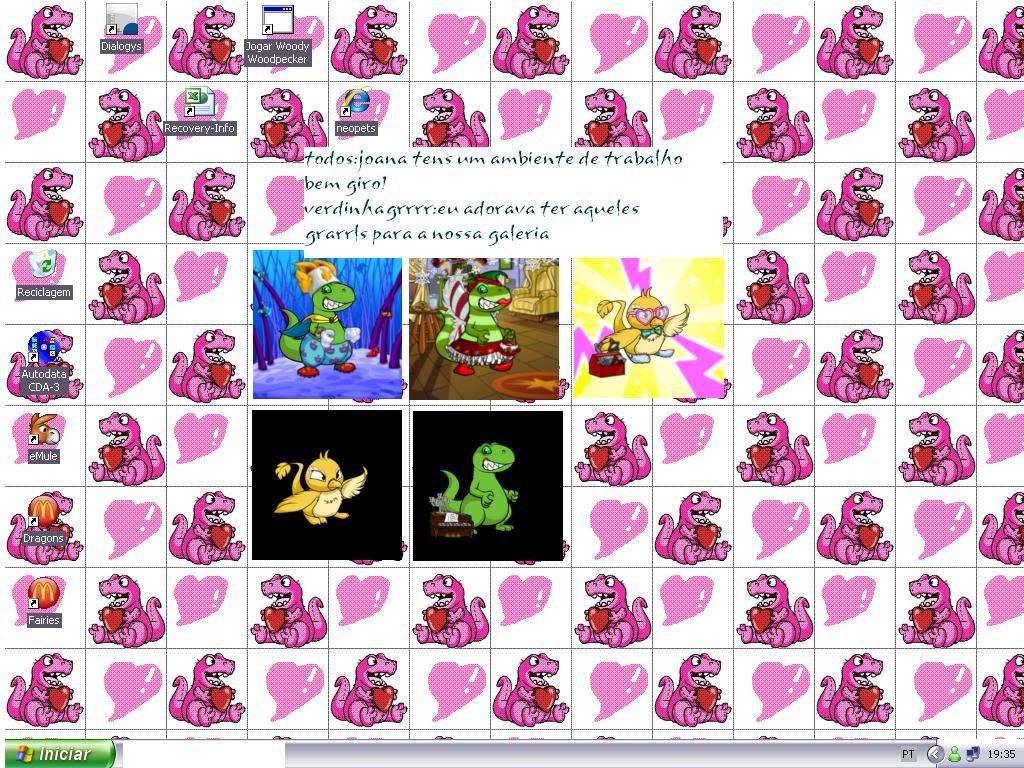 Dialogys
Jogar Woody
Woodpecker
Recovery-Info
neopets
todos:joana tens um ambiente de trabalho
bem giro!
verdinhagrrrr:eu adorava ter aqueles
grarrls para a nossa galeria
Reciclagem
Autodata
CDA-3
eMule
Dragons
Fairies
Iniciar
PT
19:35